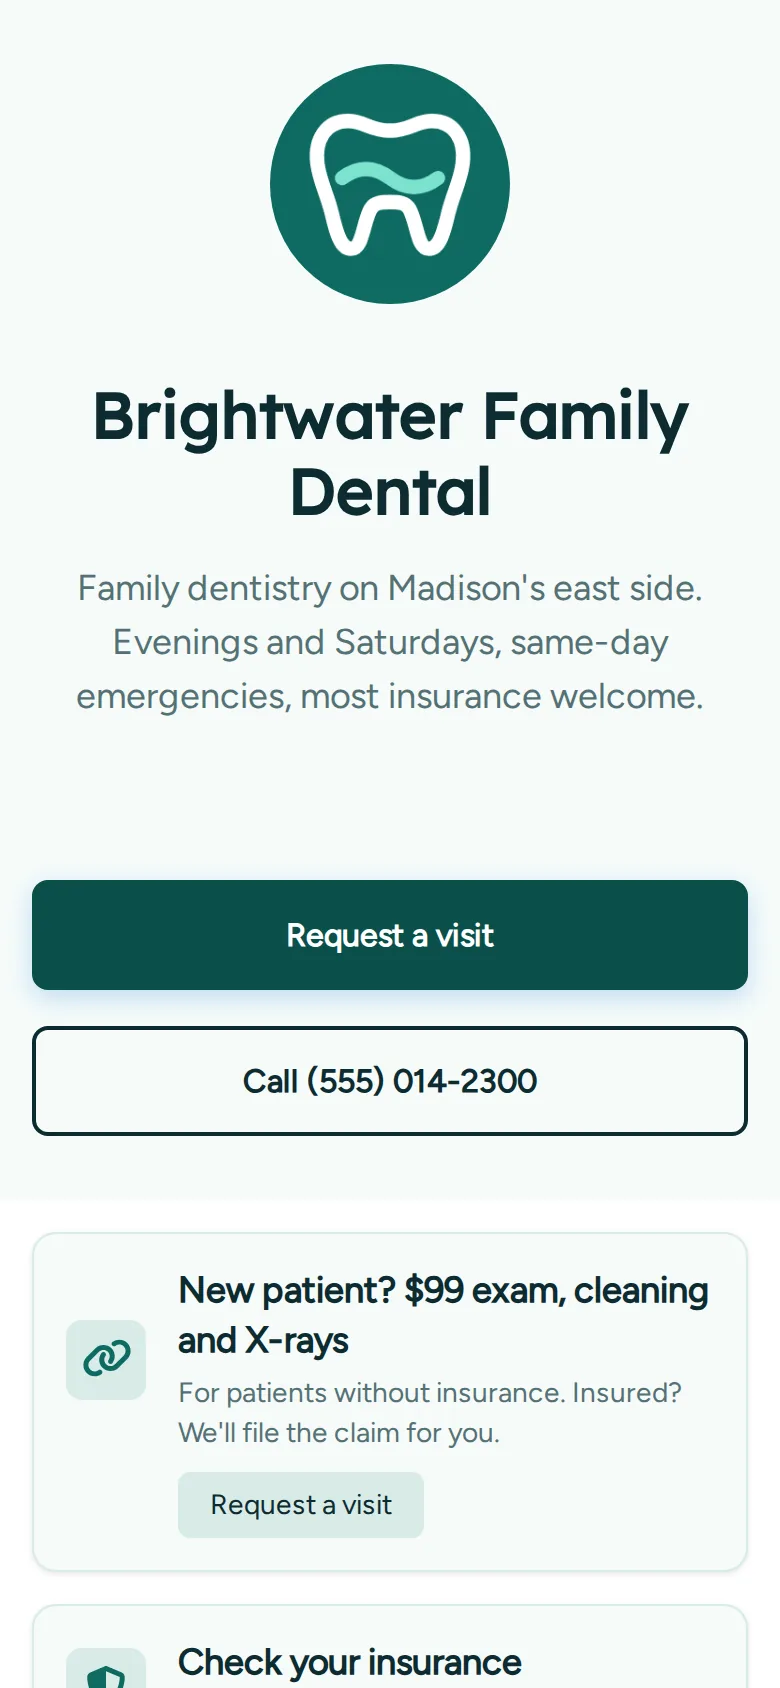 Brightwater Family
Dental
Family dentistry on Madison's east side.
Evenings and Saturdays, same-day
emergencies, most insurance welcome.
Request a visit
Call (555) 014-2300
New patient? $99 exam, cleaning
and X-rays
For patients without insurance. Insured?
We'll file the claim for you.
Request a visit
Check your insurance